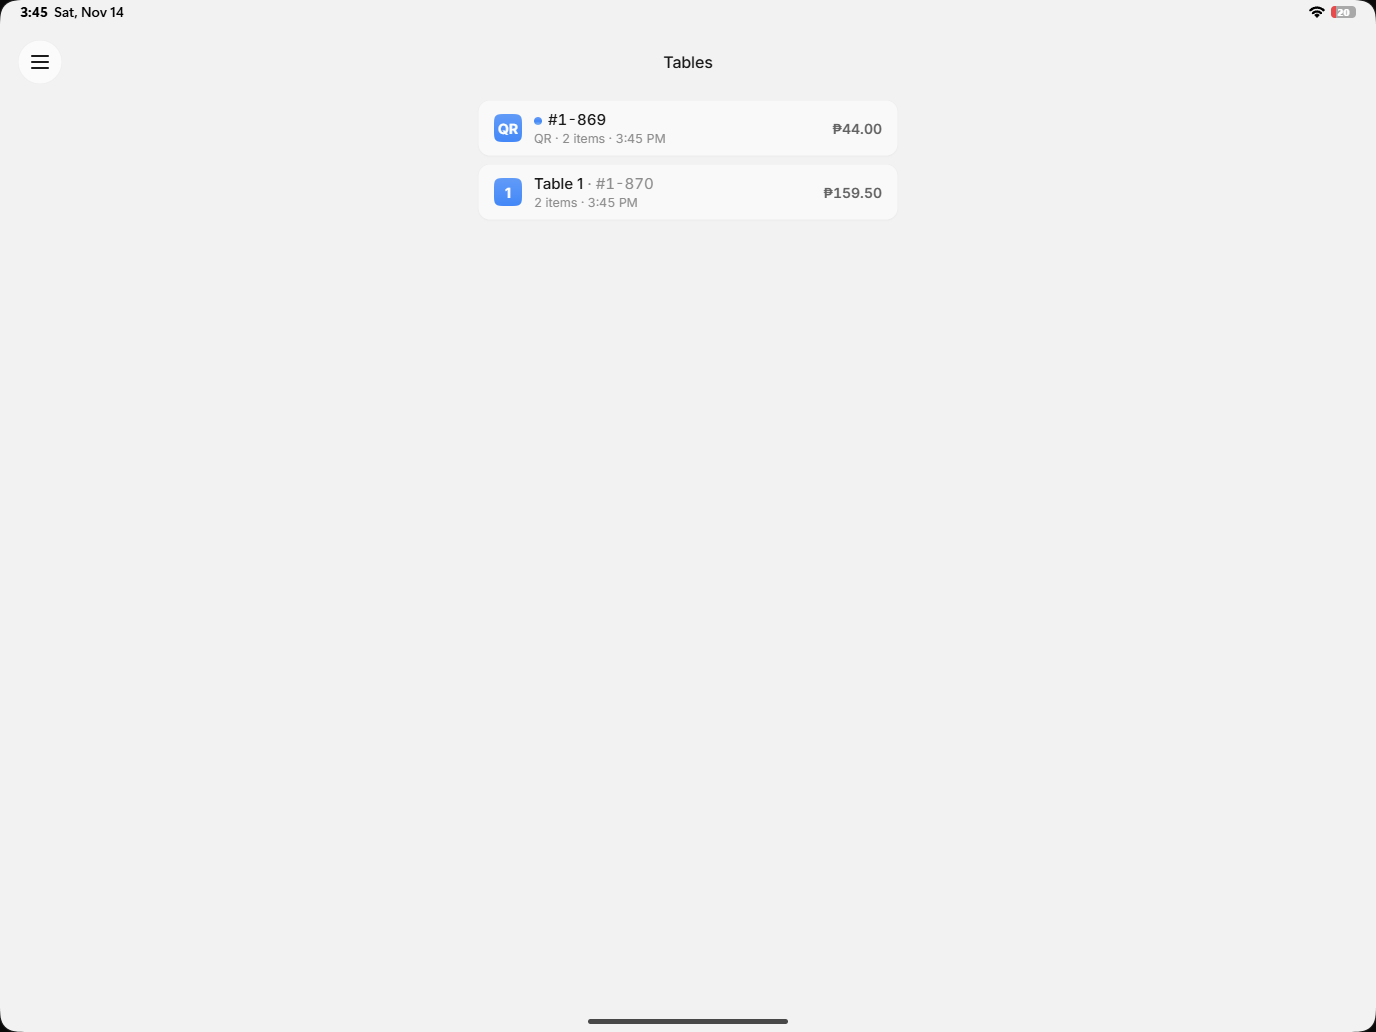 3:45 Sat, Nov 14
20
Tables
QR
#1-869
QR · 2 items · 3:45 PM
₱44.00
1
Table 1 · #1-870
2 items · 3:45 PM
₱159.50